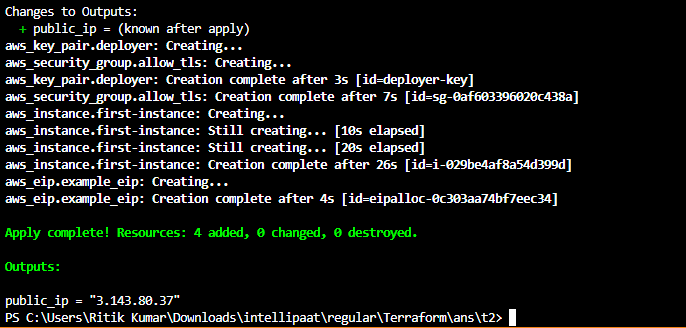 Changes to Outputs:
  + public_ip = (known after apply)
aws_key_pair.deployer: Creating...
aws_security_group.allow_tls: Creating...
aws_key_pair.deployer: Creation complete after 3s [id=deployer-key]
aws_security_group.allow_tls: Creation complete after 7s [id=sg-0af603396020c438a]
aws_instance.first-instance: Creating...
aws_instance.first-instance: Still creating... [10s elapsed]
aws_instance.first-instance: Still creating... [20s elapsed]
aws_instance.first-instance: Creation complete after 26s [id=i-029be4af8a54d399d]
aws_eip.example_eip: Creating...
aws_eip.example_eip: Creation complete after 4s [id=eipalloc-0c303aa74bf7eec34]
Apply complete! Resources: 4 added, 0 changed, 0 destroyed.
Outputs:
public_ip = "3.143.80.37"
PS C:\Users\Ritik Kumar\Downloads\intellipaat\regular\Terraform\ans\t2>